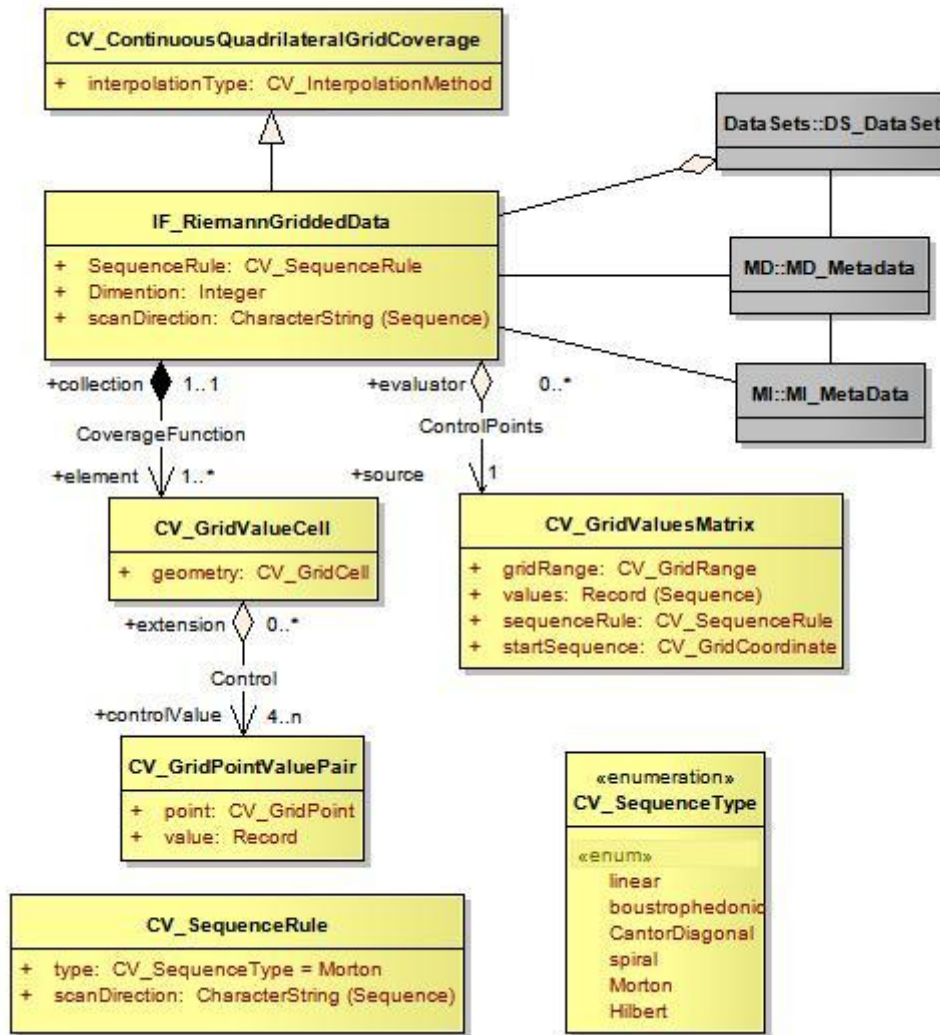 CV_ContinuousQuadrilateralGridCoverage
+ interpolationType: CV_InterpolationMethod
DataSets::DS_DataSet
IF_RiemannGriddedData
+ SequenceRule: CV_SequenceRule
+ Dimention: Integer
+ scanDirection: CharacterString (Sequence)
MD::MD_Metadata
MI::MI_MetaData
+collection 1..1
+evaluator 0..*
CoverageFunction
ControlPoints
+element 1..*
+source 1
CV_GridValueCell
+ geometry: CV_GridCell
CV_GridValuesMatrix
+ gridRange: CV_GridRange
+ values: Record (Sequence)
+ sequenceRule: CV_SequenceRule
+ startSequence: CV_GridCoordinate
+extension 0..*
Control
+controlValue 4..n
CV_GridPointValuePair
+ point: CV_GridPoint
+ value: Record
«enumeration»
CV_SequenceType
«enum»
linear
boustrophedonic
CantorDiagonal
spiral
Morton
Hilbert
CV_SequenceRule
+ type: CV_SequenceType = Morton
+ scanDirection: CharacterString (Sequence)